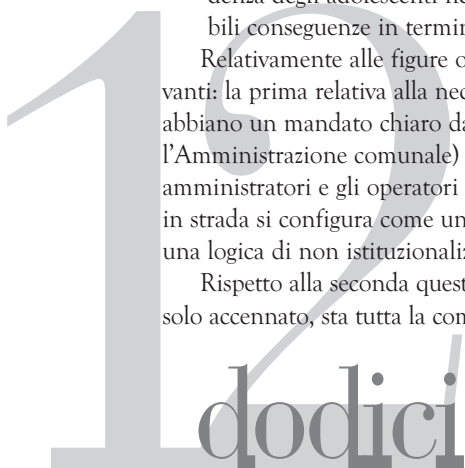 denza degli adolescenti ne
bili conseguenze in termin
Relativamente alle figure o
vanti: la prima relativa alla nec
abbiano un mandato chiaro da
l'Amministrazione comunale)
amministratori e gli operatori
in strada si configura come un
una logica di non istituzionaliz
Rispetto alla seconda quest
solo accennato, sta tutta la com
12
dodici